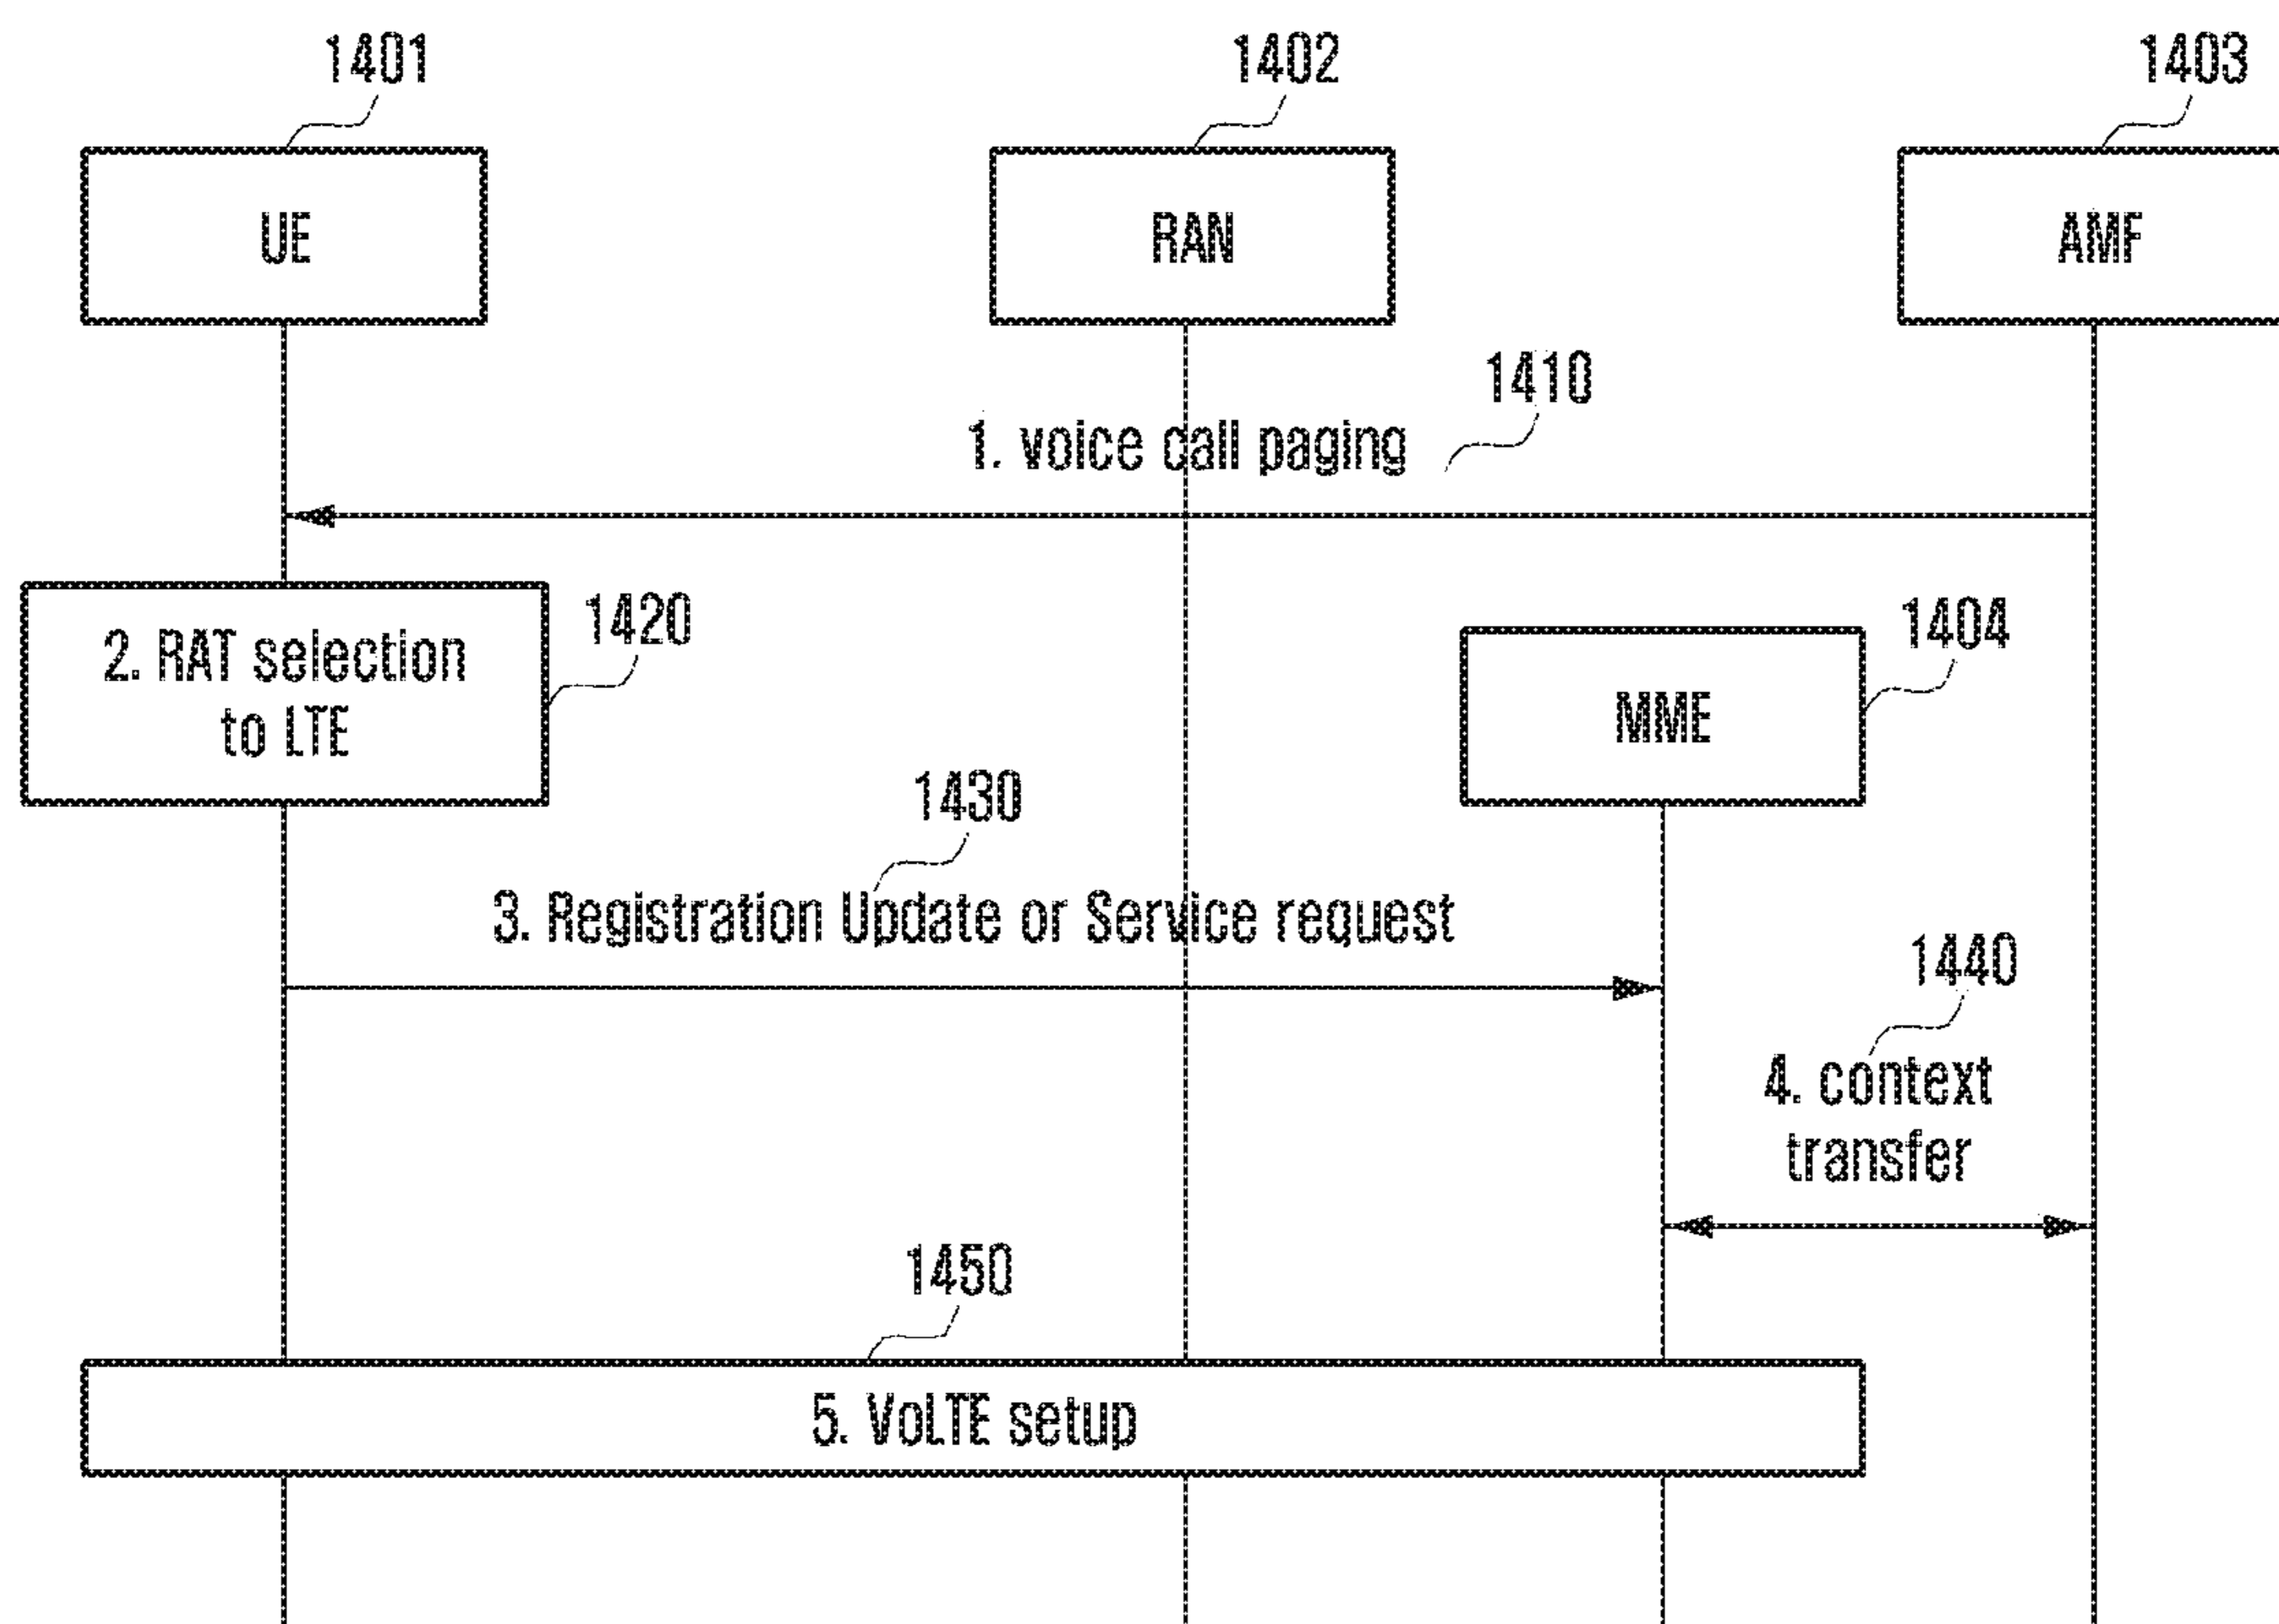 1401
1402
1403
UE
RAN
AMF
1410
1. voice call paging
1420
1404
2. RAT selection
to LTE
MME
1430
3. Registration Update or Service request
1440
4. context
transfer
1450
5. VoLTE setup